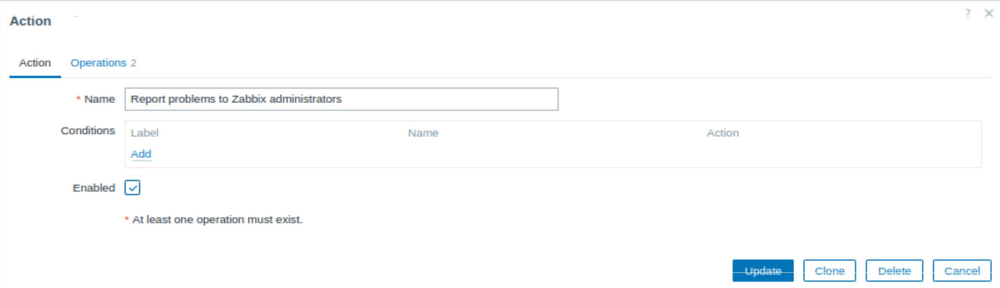 ?
Action
Action Operations 2
* Name Report problems to Zabbix administrators
Conditions Label Name Action
Add
Enabled
* At least one operation must exist.
Update Clone Delete Cancel